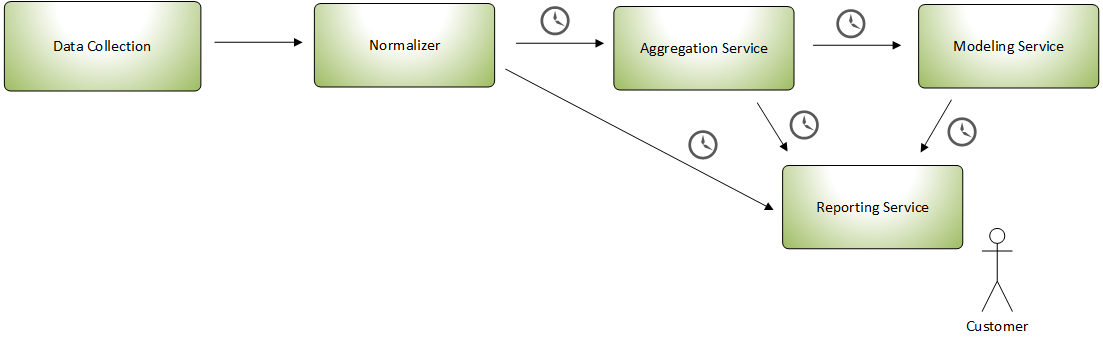 Data Collection
Normalizer
Aggregation Service
Modeling Service
Reporting Service
Customer